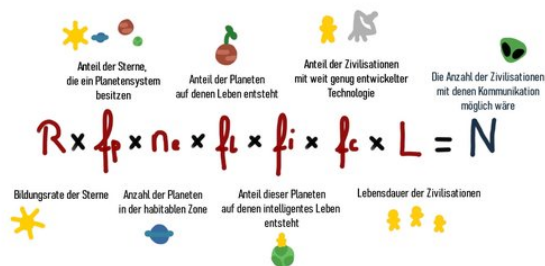 Anteil der Sterne,
die ein Planetensystem
besitzen
Anteil der Planeten
auf denen Leben entsteht
Anteil der Zivilisationen
mit weit genug entwickelter
Technologie
Die Anzahl der Zivilisationen
mit denen Kommunikation
möglich wäre
R × fp × ne × fl × fi × fc × L = N
Bildungsrate der Sterne
Anzahl der Planeten
in der habitablen Zone
Anteil dieser Planeten
auf denen intelligentes Leben
entsteht
Lebensdauer der Zivilisationen